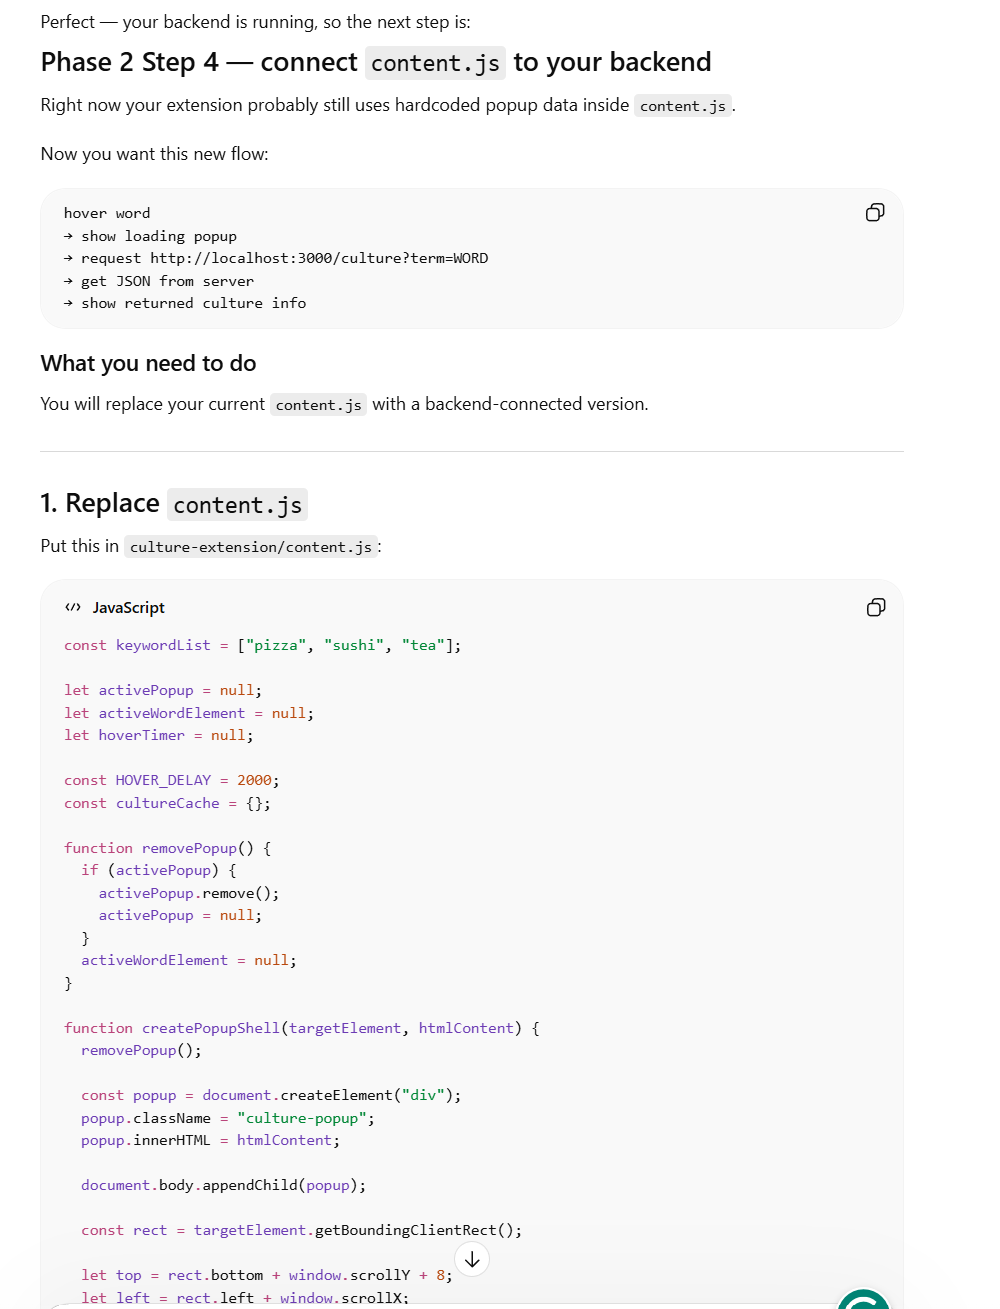 Perfect — your backend is running, so the next step is:
Phase 2 Step 4 — connect content.js to your backend
Right now your extension probably still uses hardcoded popup data inside content.js.
Now you want this new flow:
hover word
→ show loading popup
→ request http://localhost:3000/culture?term=WORD
→ get JSON from server
→ show returned culture info
What you need to do
You will replace your current content.js with a backend-connected version.
1. Replace content.js
Put this in culture-extension/content.js:
JavaScript
const keywordList = ["pizza", "sushi", "tea"];
let activePopup = null;
let activeWordElement = null;
let hoverTimer = null;
const HOVER_DELAY = 2000;
const cultureCache = {};
function removePopup() {
  if (activePopup) {
    activePopup.remove();
    activePopup = null;
  }
  activeWordElement = null;
}
function createPopupShell(targetElement, htmlContent) {
  removePopup();
  const popup = document.createElement("div");
  popup.className = "culture-popup";
  popup.innerHTML = htmlContent;
  document.body.appendChild(popup);
  const rect = targetElement.getBoundingClientRect();
  let top = rect.bottom + window.scrollY + 8;
  let left = rect.left + window.scrollX;